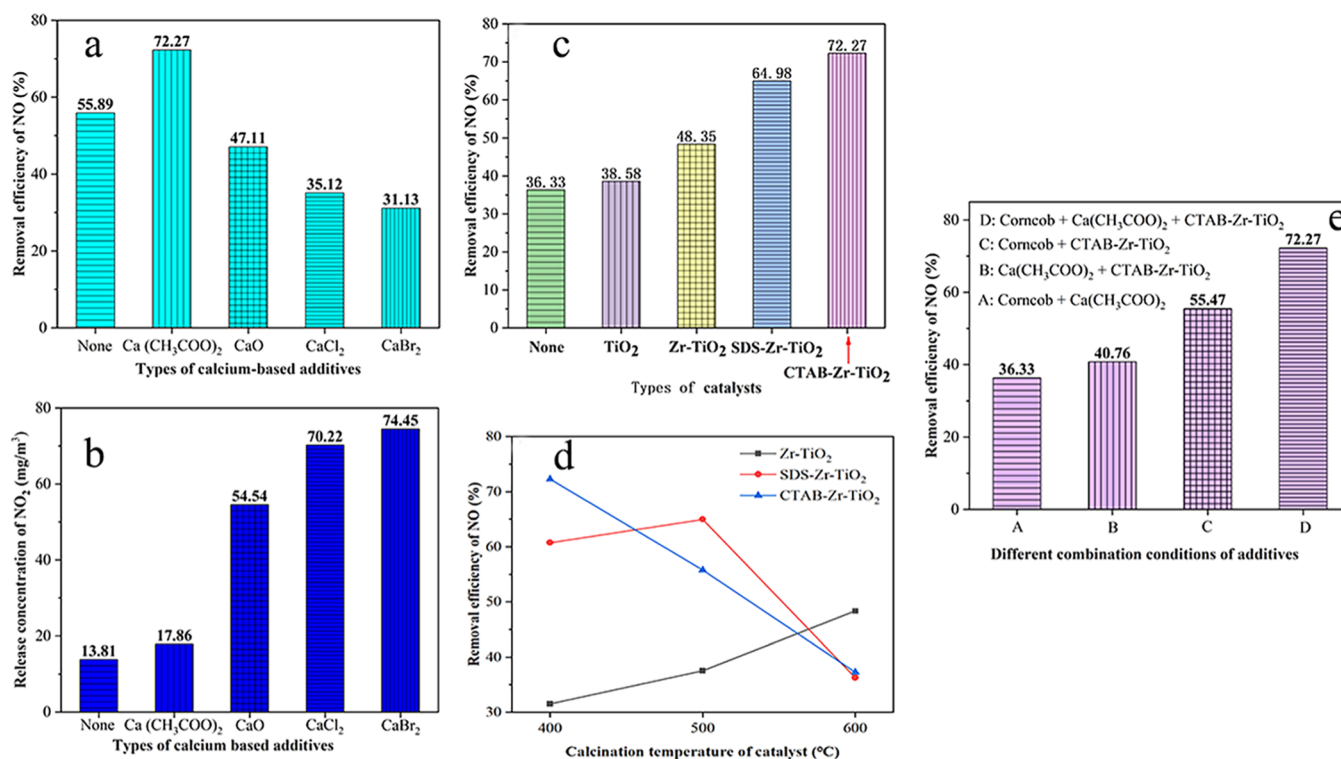 a
Removal efficiency of NO (%)
80
60
40
20
0
55.89
72.27
47.11
35.12
31.13
None
Ca (CH₃COO)₂
CaO
CaCl₂
CaBr₂
Types of calcium-based additives
b
Release concentration of NO₂ (mg/m³)
80
60
40
20
0
13.81
17.86
54.54
70.22
74.45
None
Ca (CH₃COO)₂
CaO
CaCl₂
CaBr₂
Types of calcium based additives
c
Removal efficiency of NO (%)
80
70
60
50
40
30
20
10
0
36.33
38.58
48.35
64.98
72.27
None
TiO₂
Zr-TiO₂
SDS-Zr-TiO₂
CTAB-Zr-TiO₂
Types of catalysts
d
Removal efficiency of NO (%)
80
70
60
50
40
30
Zr-TiO₂
SDS-Zr-TiO₂
CTAB-Zr-TiO₂
400
500
600
Calcination temperature of catalyst (°C)
e
Removal efficiency of NO (%)
80
60
40
20
0
D: Corncob + Ca(CH₃COO)₂ + CTAB-Zr-TiO₂
C: Corncob + CTAB-Zr-TiO₂
B: Ca(CH₃COO)₂ + CTAB-Zr-TiO₂
A: Corncob + Ca(CH₃COO)₂
36.33
40.76
55.47
72.27
A
B
C
D
Different combination conditions of additives